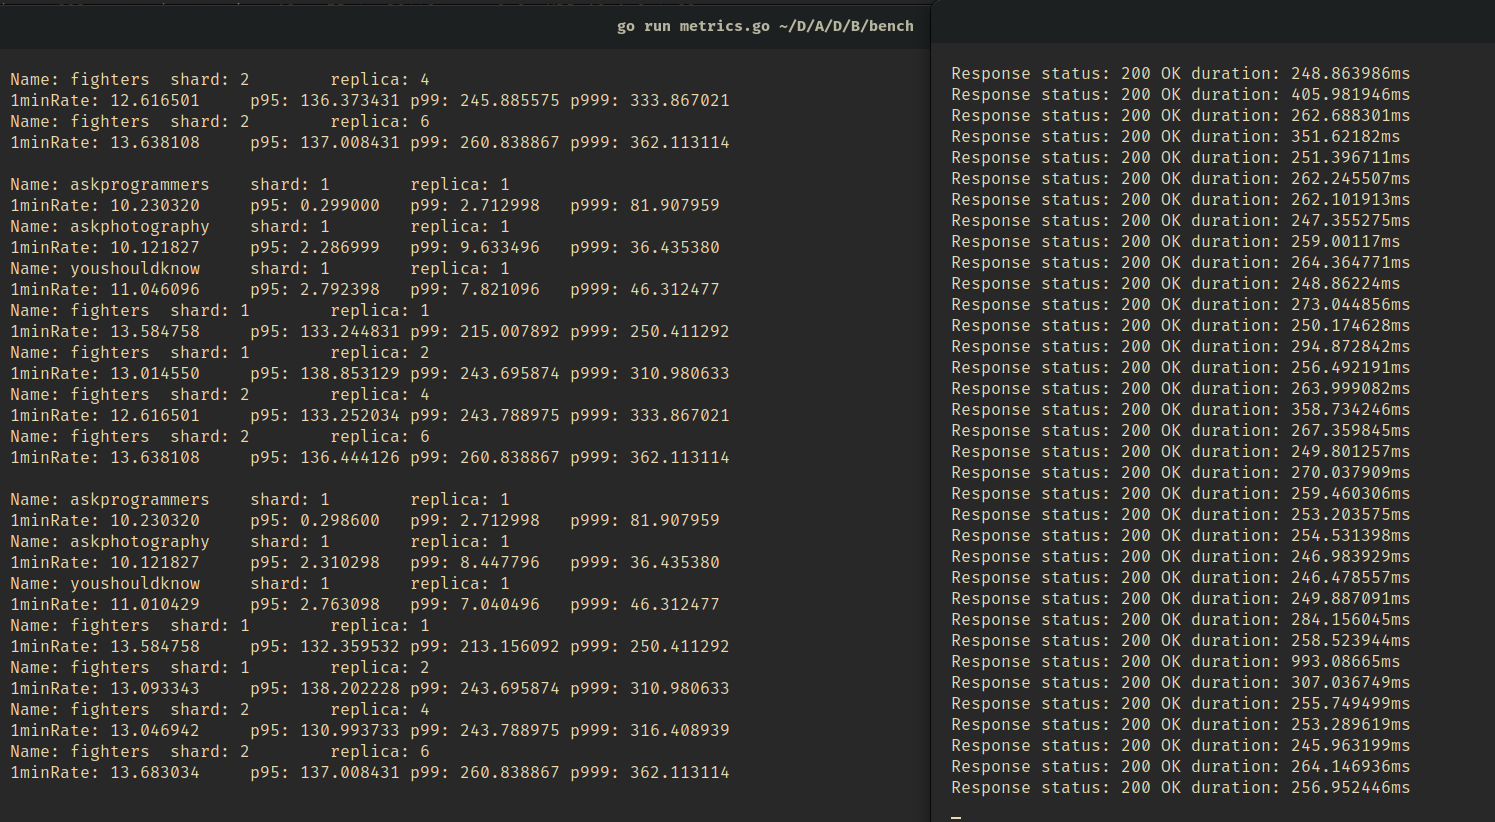 go run metrics.go ~/D/A/D/B/bench
Name: fighters  shard: 2        replica: 4
1minRate: 12.616501     p95: 136.373431 p99: 245.885575 p999: 333.867021
Name: fighters  shard: 2        replica: 6
1minRate: 13.638108     p95: 137.008431 p99: 260.838867 p999: 362.113114
Name: askprogrammers    shard: 1        replica: 1
1minRate: 10.230320     p95: 0.299000   p99: 2.712998   p999: 81.907959
Name: askphotography    shard: 1        replica: 1
1minRate: 10.121827     p95: 2.286999   p99: 9.633496   p999: 36.435380
Name: youshouldknow     shard: 1        replica: 1
1minRate: 11.046096     p95: 2.792398   p99: 7.821096   p999: 46.312477
Name: fighters  shard: 1        replica: 1
1minRate: 13.584758     p95: 133.244831 p99: 215.007892 p999: 250.411292
Name: fighters  shard: 1        replica: 2
1minRate: 13.014550     p95: 138.853129 p99: 243.695874 p999: 310.980633
Name: fighters  shard: 2        replica: 4
1minRate: 12.616501     p95: 133.252034 p99: 243.788975 p999: 333.867021
Name: fighters  shard: 2        replica: 6
1minRate: 13.638108     p95: 136.444126 p99: 260.838867 p999: 362.113114
Name: askprogrammers    shard: 1        replica: 1
1minRate: 10.230320     p95: 0.298600   p99: 2.712998   p999: 81.907959
Name: askphotography    shard: 1        replica: 1
1minRate: 10.121827     p95: 2.310298   p99: 8.447796   p999: 36.435380
Name: youshouldknow     shard: 1        replica: 1
1minRate: 11.010429     p95: 2.763098   p99: 7.040496   p999: 46.312477
Name: fighters  shard: 1        replica: 1
1minRate: 13.584758     p95: 132.359532 p99: 213.156092 p999: 250.411292
Name: fighters  shard: 1        replica: 2
1minRate: 13.093343     p95: 138.202228 p99: 243.695874 p999: 310.980633
Name: fighters  shard: 2        replica: 4
1minRate: 13.046942     p95: 130.993733 p99: 243.788975 p999: 316.408939
Name: fighters  shard: 2        replica: 6
1minRate: 13.683034     p95: 137.008431 p99: 260.838867 p999: 362.113114
Response status: 200 OK duration: 248.863986ms
Response status: 200 OK duration: 405.981946ms
Response status: 200 OK duration: 262.688301ms
Response status: 200 OK duration: 351.62182ms
Response status: 200 OK duration: 251.396711ms
Response status: 200 OK duration: 262.245507ms
Response status: 200 OK duration: 262.101913ms
Response status: 200 OK duration: 247.355275ms
Response status: 200 OK duration: 259.00117ms
Response status: 200 OK duration: 264.364771ms
Response status: 200 OK duration: 248.86224ms
Response status: 200 OK duration: 273.044856ms
Response status: 200 OK duration: 250.174628ms
Response status: 200 OK duration: 294.872842ms
Response status: 200 OK duration: 256.492191ms
Response status: 200 OK duration: 263.999082ms
Response status: 200 OK duration: 358.734246ms
Response status: 200 OK duration: 267.359845ms
Response status: 200 OK duration: 249.801257ms
Response status: 200 OK duration: 270.037909ms
Response status: 200 OK duration: 259.460306ms
Response status: 200 OK duration: 253.203575ms
Response status: 200 OK duration: 254.531398ms
Response status: 200 OK duration: 246.983929ms
Response status: 200 OK duration: 246.478557ms
Response status: 200 OK duration: 249.887091ms
Response status: 200 OK duration: 284.156045ms
Response status: 200 OK duration: 258.523944ms
Response status: 200 OK duration: 993.08665ms
Response status: 200 OK duration: 307.036749ms
Response status: 200 OK duration: 255.749499ms
Response status: 200 OK duration: 253.289619ms
Response status: 200 OK duration: 245.963199ms
Response status: 200 OK duration: 264.146936ms
Response status: 200 OK duration: 256.952446ms